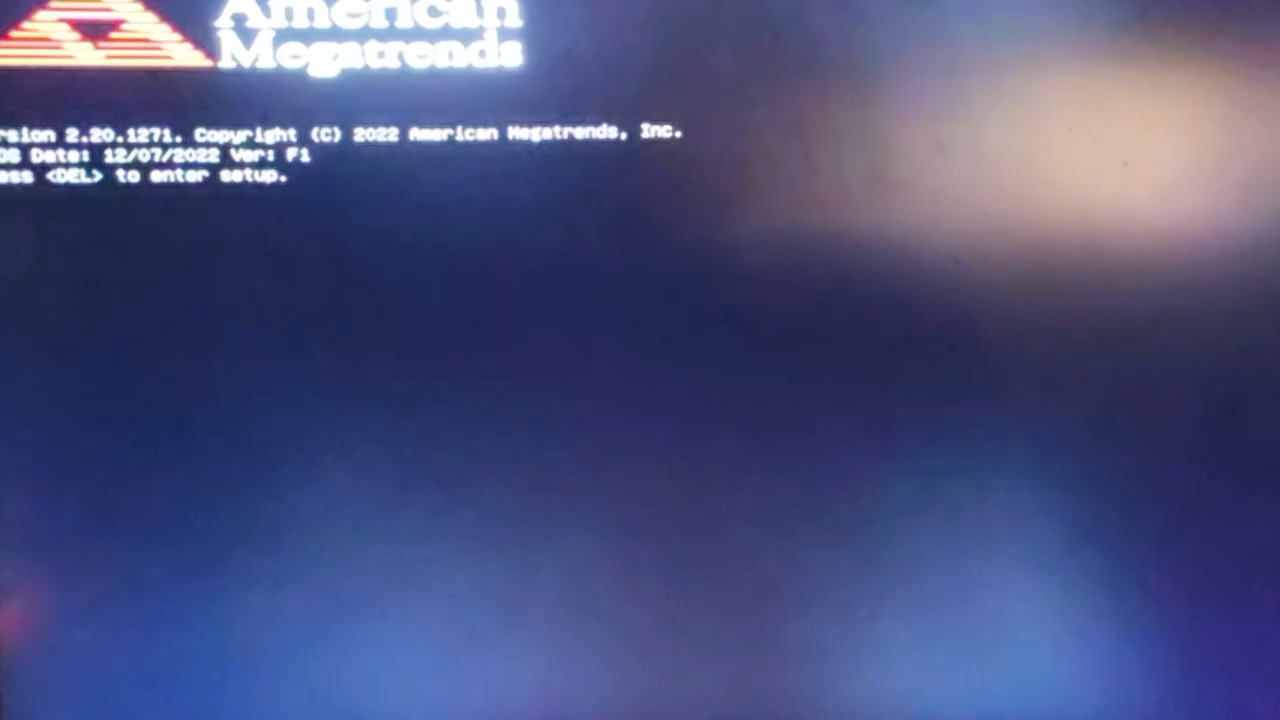 American
Megatrends
rsion 2.20.1271. Copyright (C) 2022 American Megatrends, Inc.
OS Date: 12/07/2022 Ver: F1
ess <DEL> to enter setup.